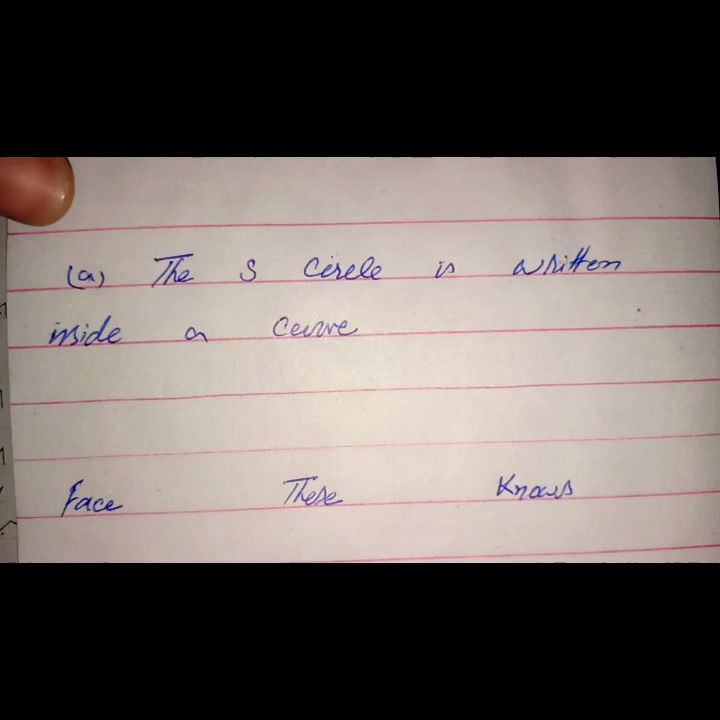 (a) The S Circle is written
inside a curve
Face These Knows